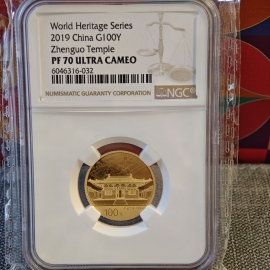 World Heritage Series
2019 China G100Y
Zhenguo Temple
PF 70 ULTRA CAMEO
6046316-032
NUMISMATIC GUARANTY CORPORATION
NGC
100